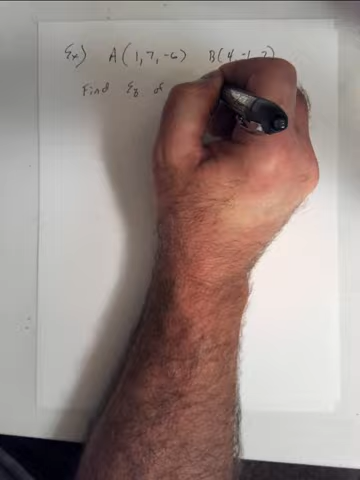 Ex) A(1,7,-6) B(4,-1,2)
Find Eq of